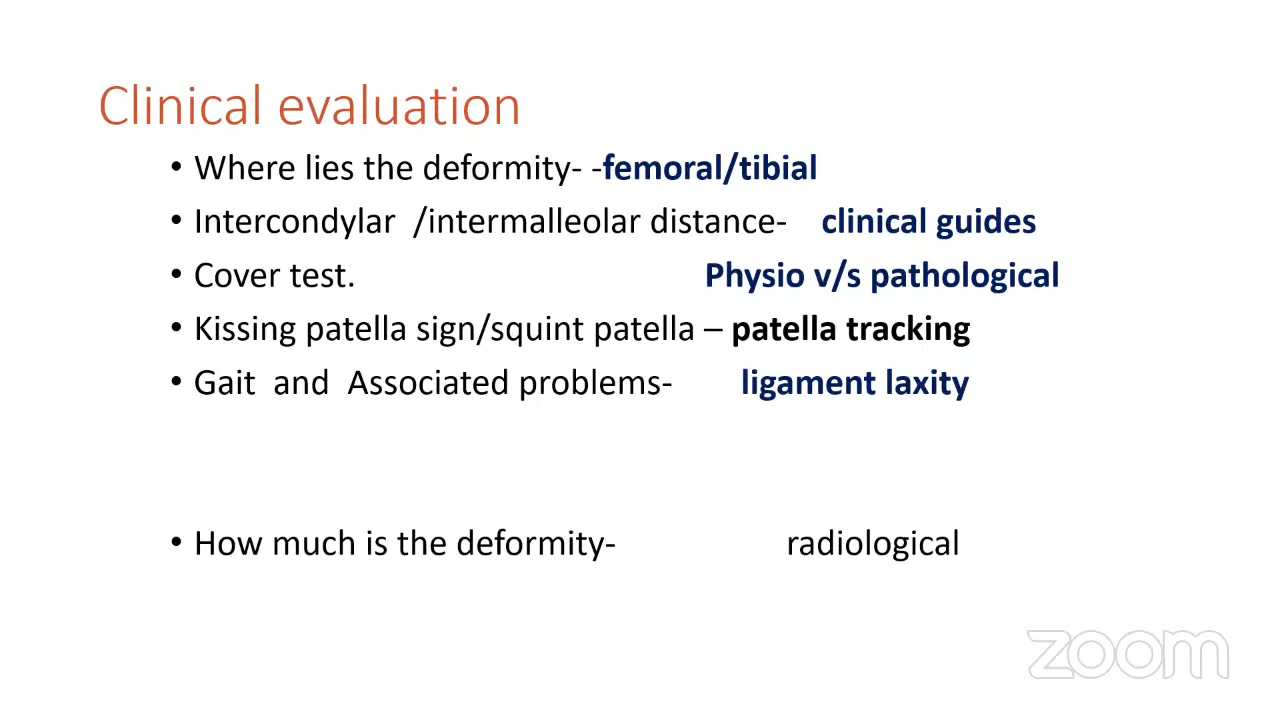 Clinical evaluation
• Where lies the deformity- -femoral/tibial
• Intercondylar /intermalleolar distance- clinical guides
• Cover test. Physio v/s pathological
• Kissing patella sign/squint patella – patella tracking
• Gait and Associated problems- ligament laxity
• How much is the deformity- radiological
zoom